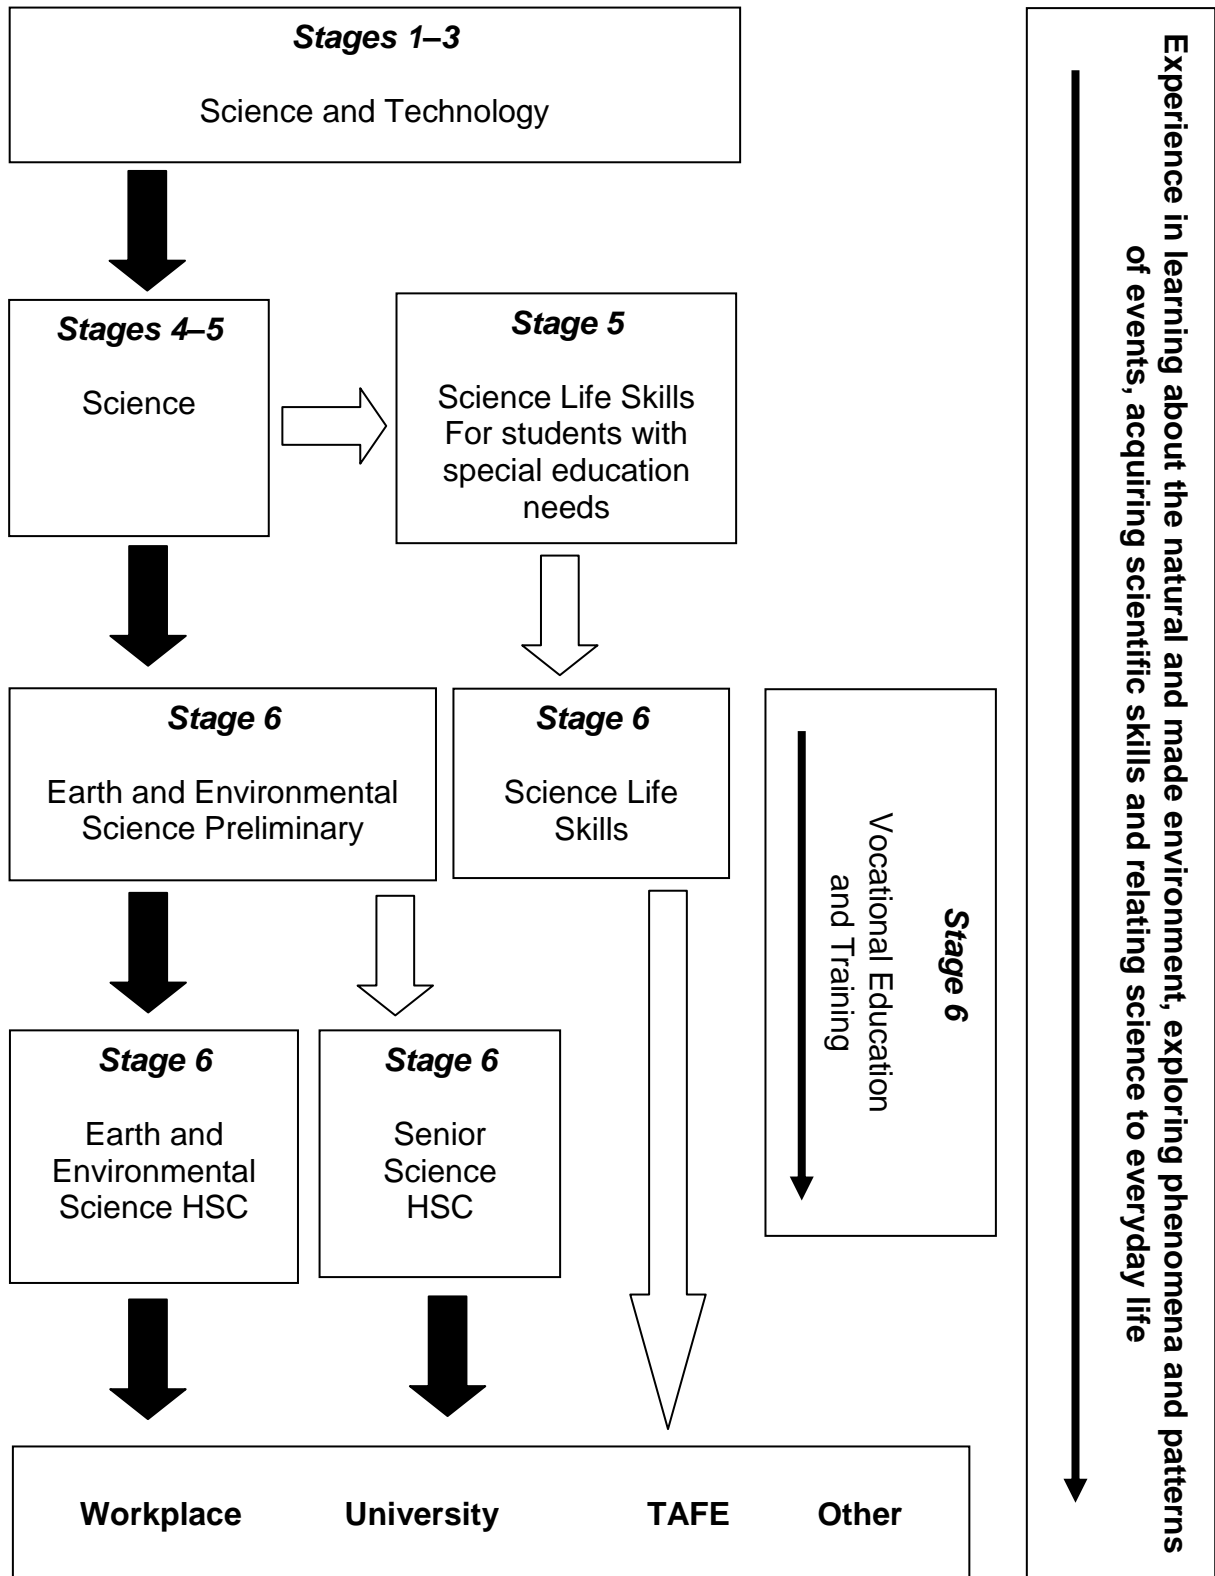 Stages 1–3
Science and Technology
Stages 4–5
Science
Stage 5
Science Life Skills
For students with
special education
needs
Stage 6
Earth and Environmental
Science Preliminary
Stage 6
Science Life
Skills
Stage 6
Vocational Education
and Training
Stage 6
Earth and
Environmental
Science HSC
Stage 6
Senior
Science
HSC
Workplace University TAFE Other
Experience in learning about the natural and made environment, exploring phenomena and patterns
of events, acquiring scientific skills and relating science to everyday life